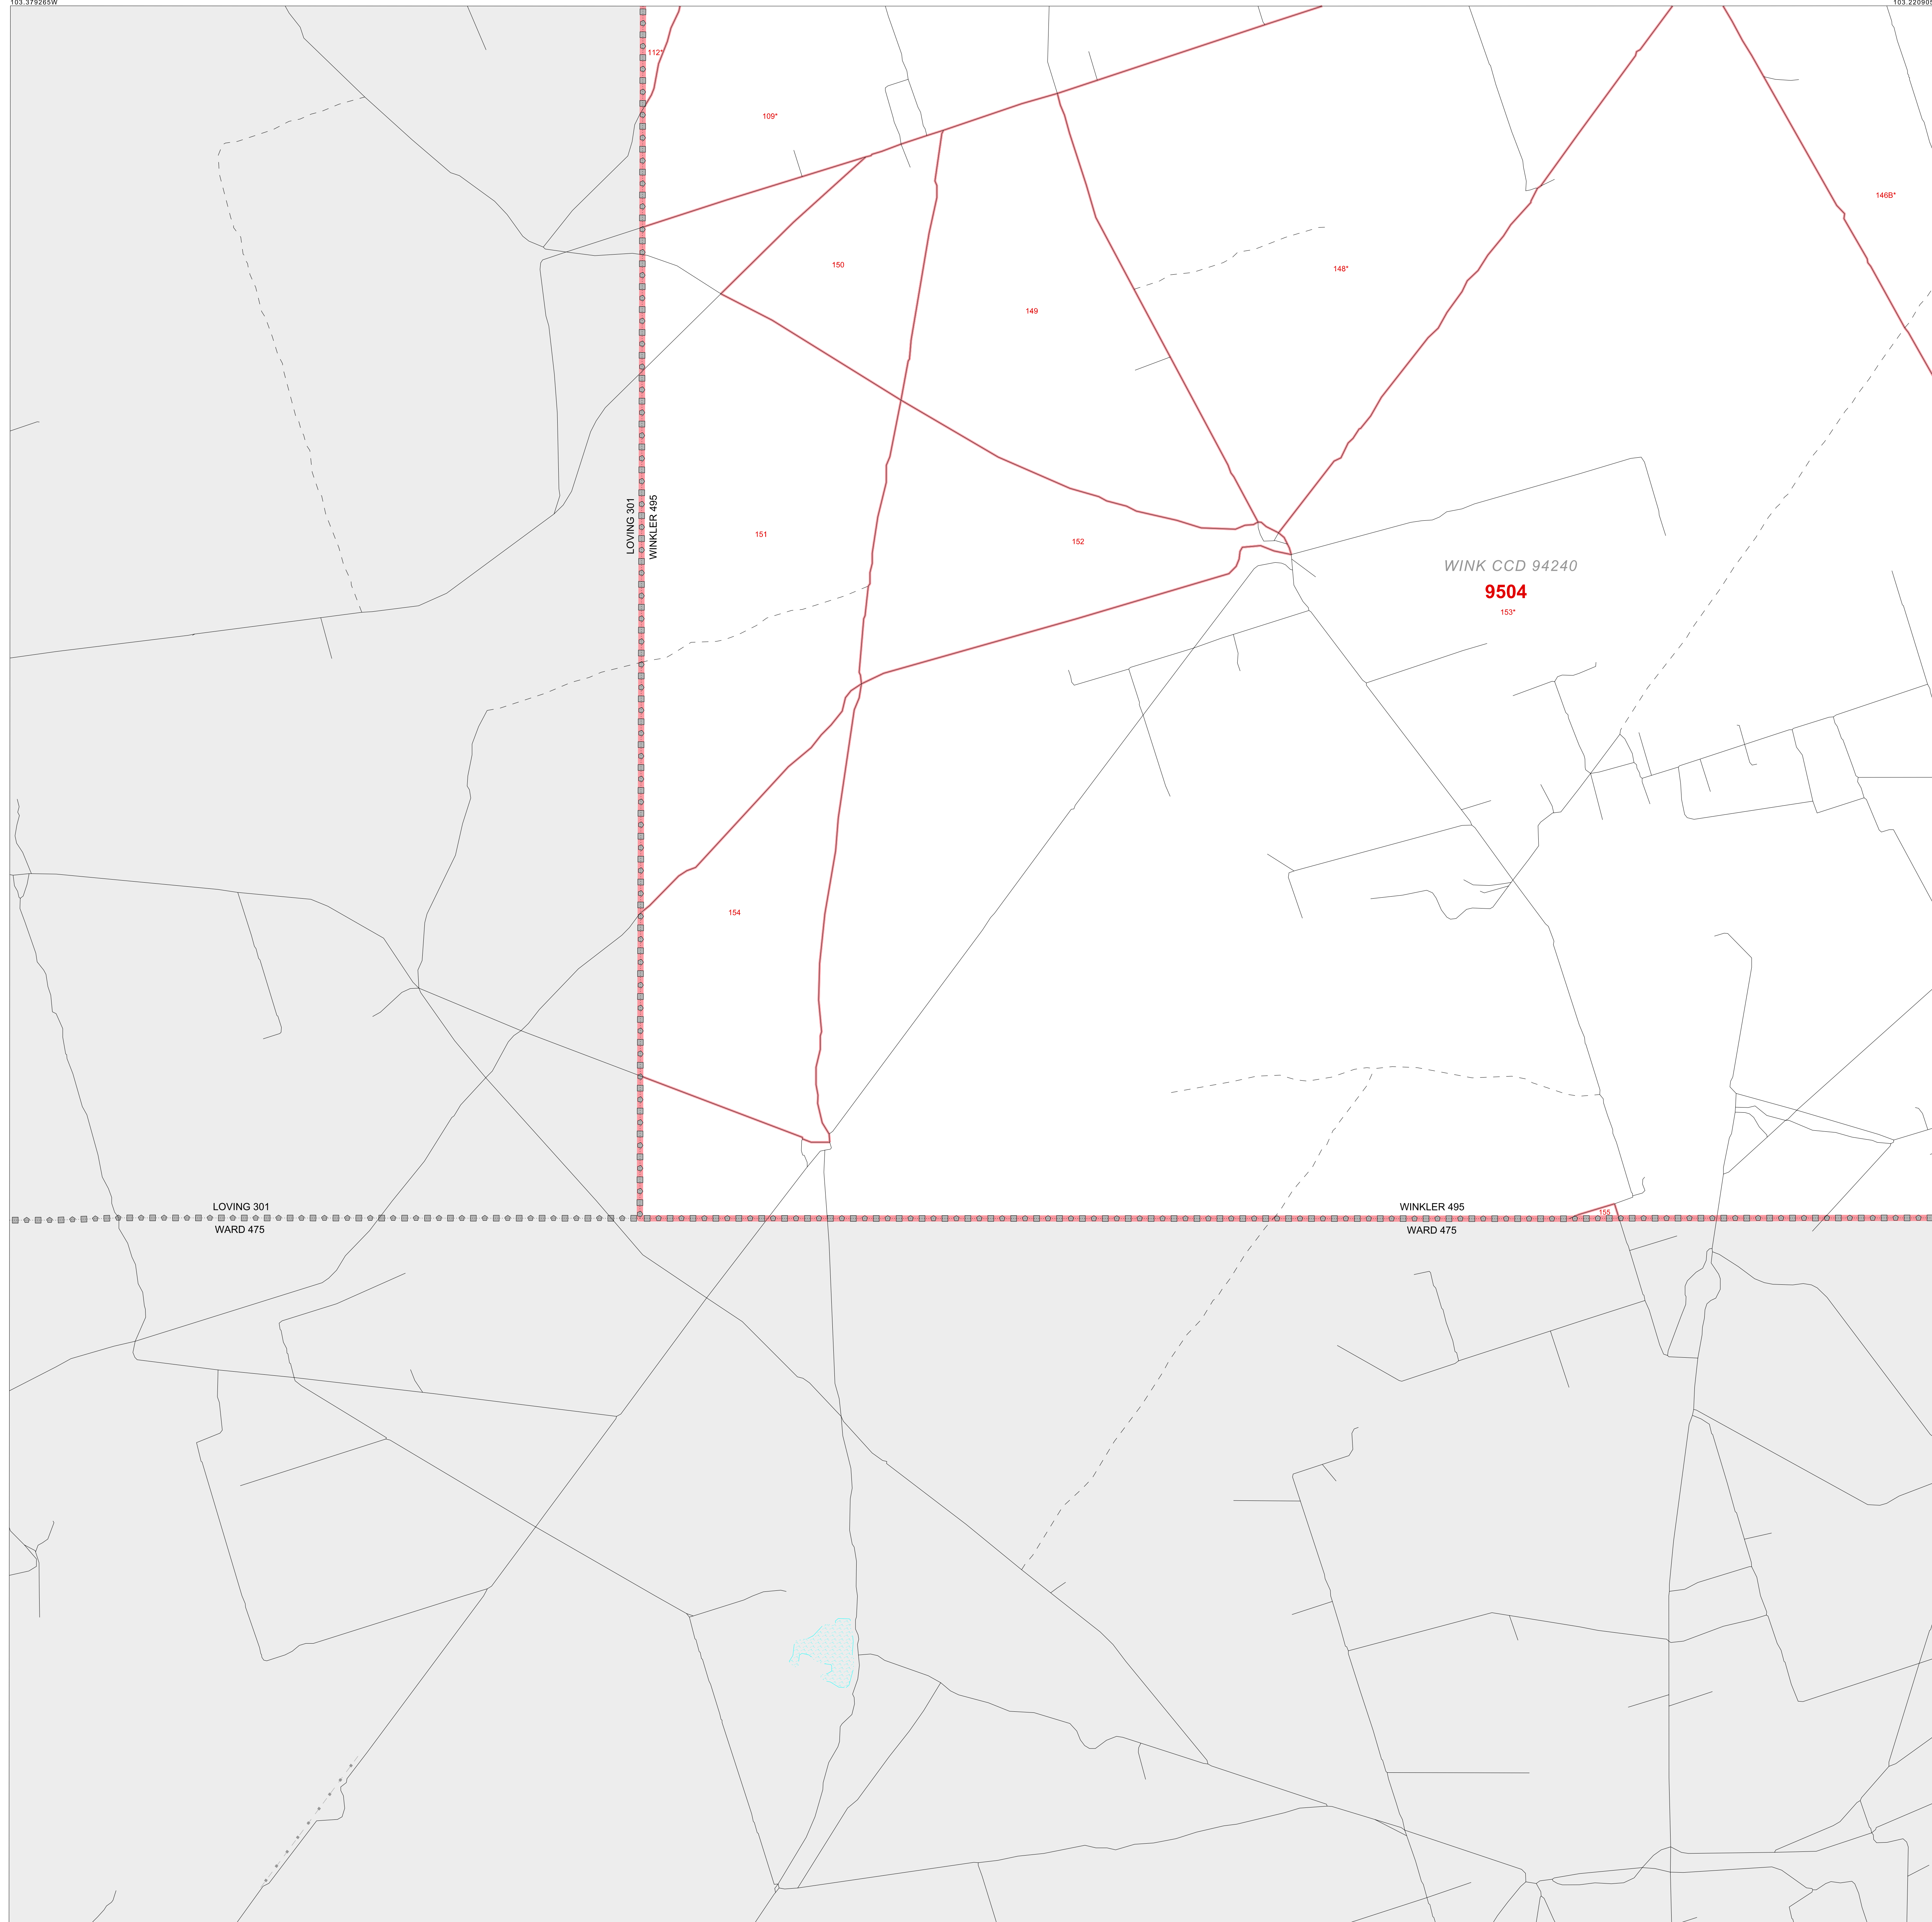 103.379265W
103.220905
112*
109*
146B*
150
148*
149
LOVING 301
WINKLER 495
151
152
WINK CCD 94240
9504
153*
154
LOVING 301
WARD 475
WINKLER 495
WARD 475
155